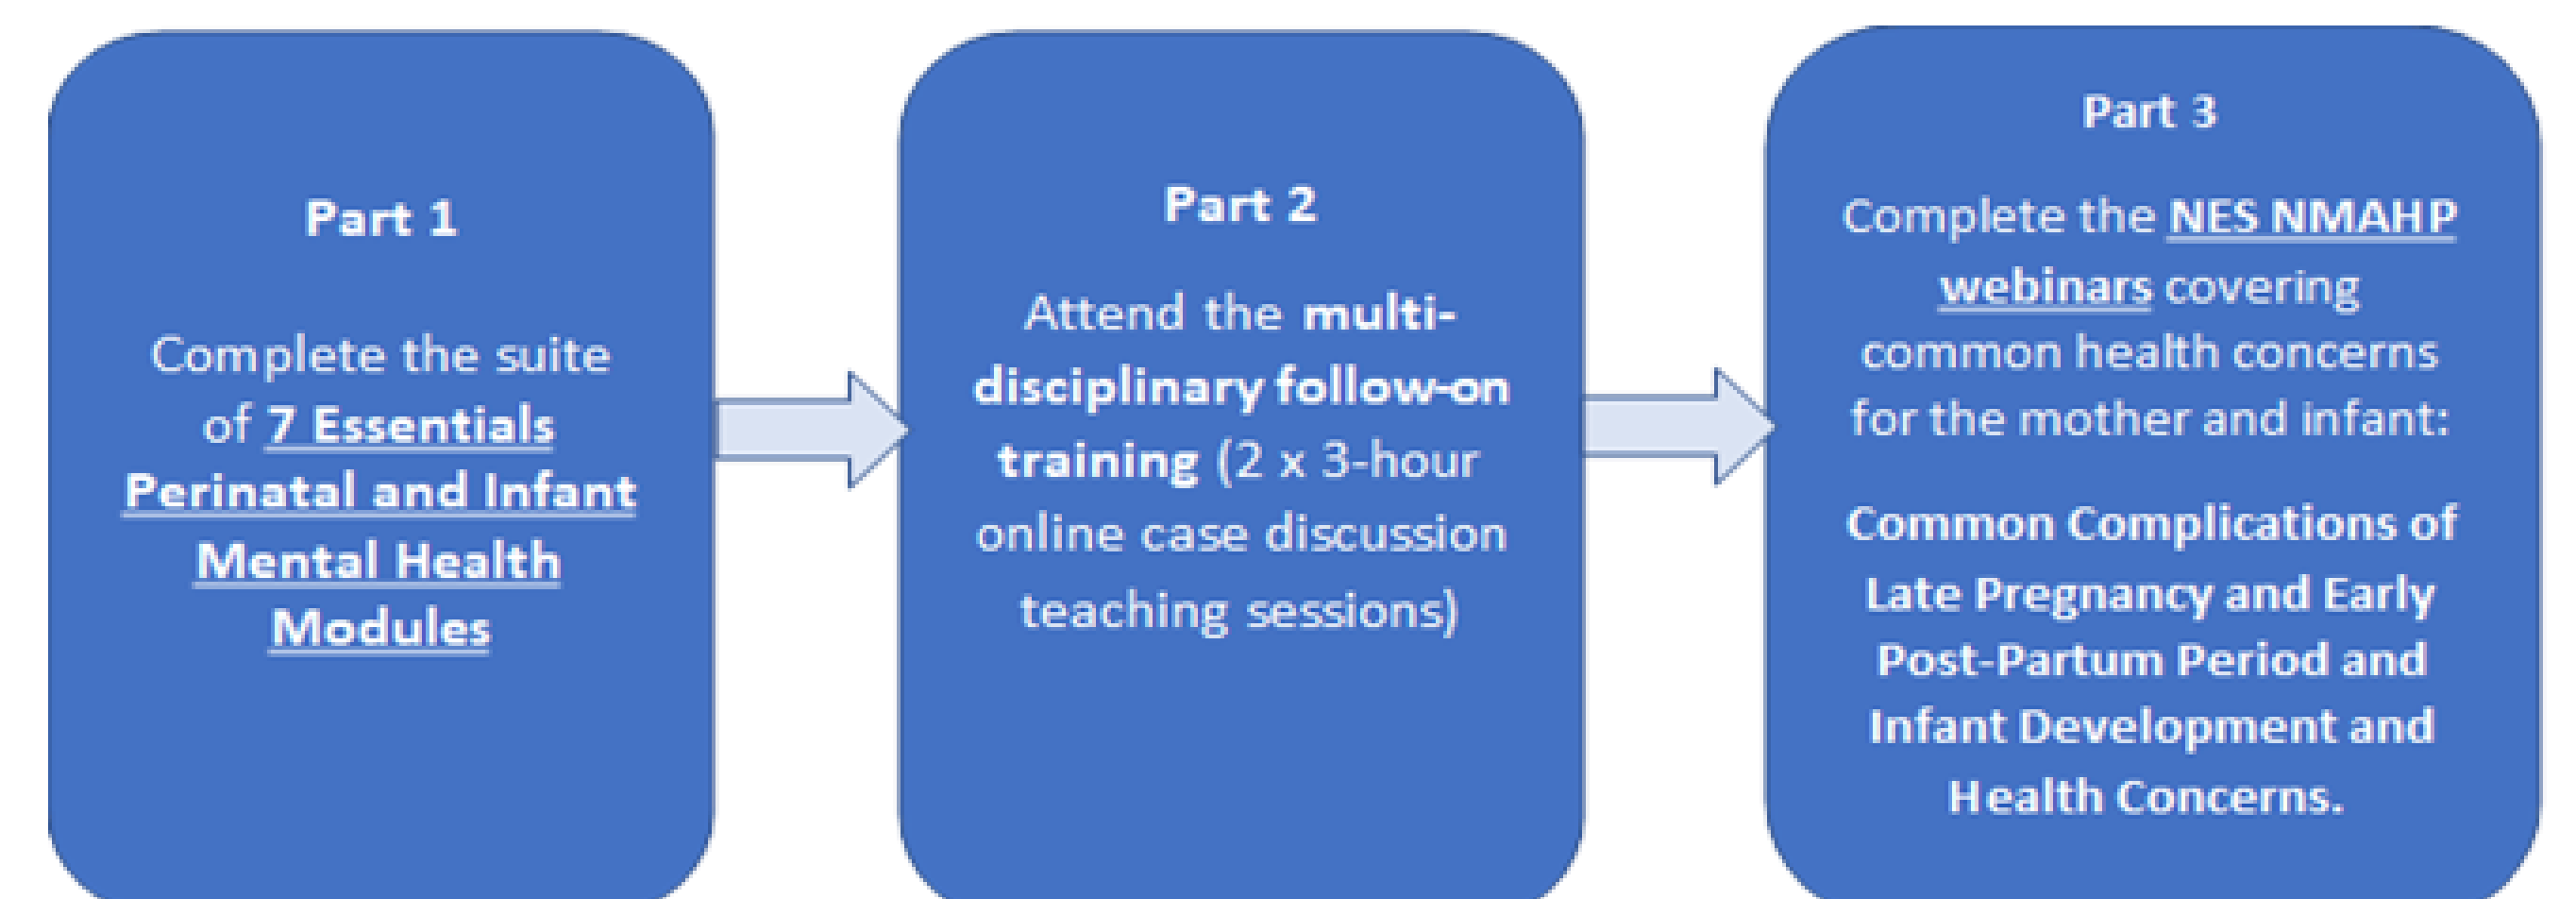 Part 1
Complete the suite
of 7 Essentials
Perinatal and Infant
Mental Health
Modules
Part 2
Attend the multi-
disciplinary follow-on
training (2 x 3-hour
online case discussion
teaching sessions)
Part 3
Complete the NES NMAHP
webinars covering
common health concerns
for the mother and infant:
Common Complications of
Late Pregnancy and Early
Post-Partum Period and
Infant Development and
Health Concerns.